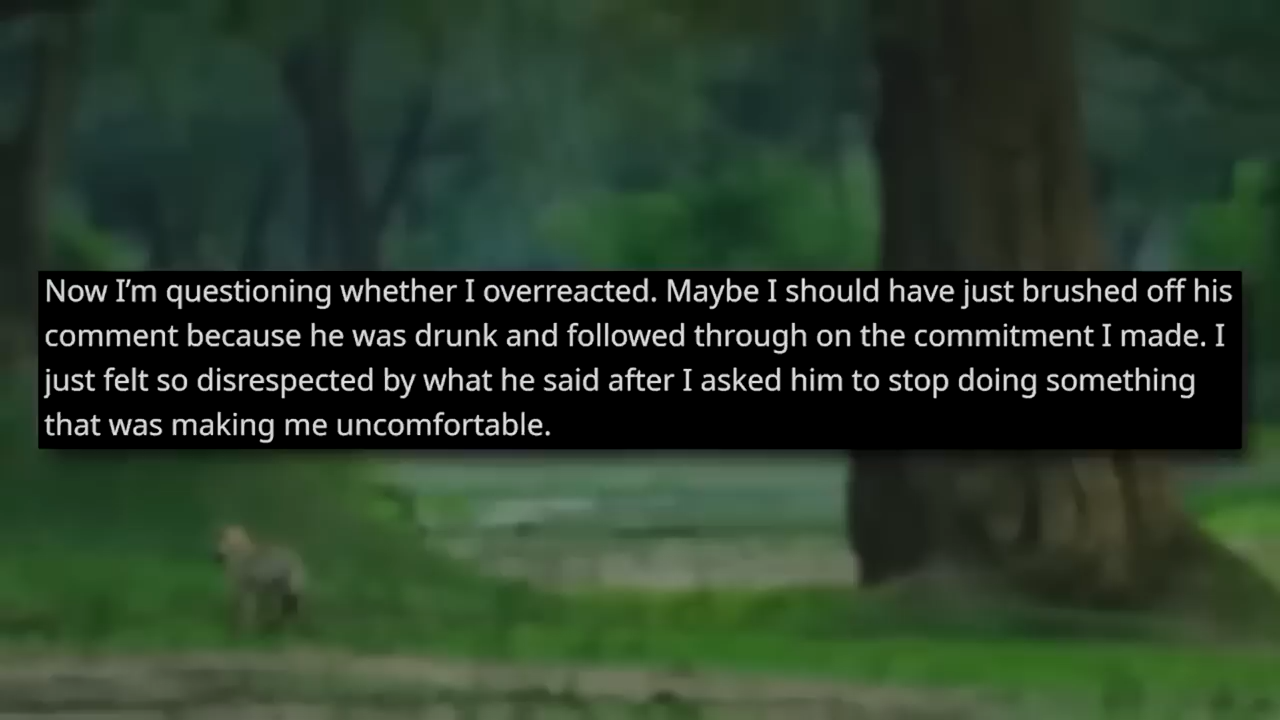 Now I’m questioning whether I overreacted. Maybe I should have just brushed off his
comment because he was drunk and followed through on the commitment I made. I
just felt so disrespected by what he said after I asked him to stop doing something
that was making me uncomfortable.